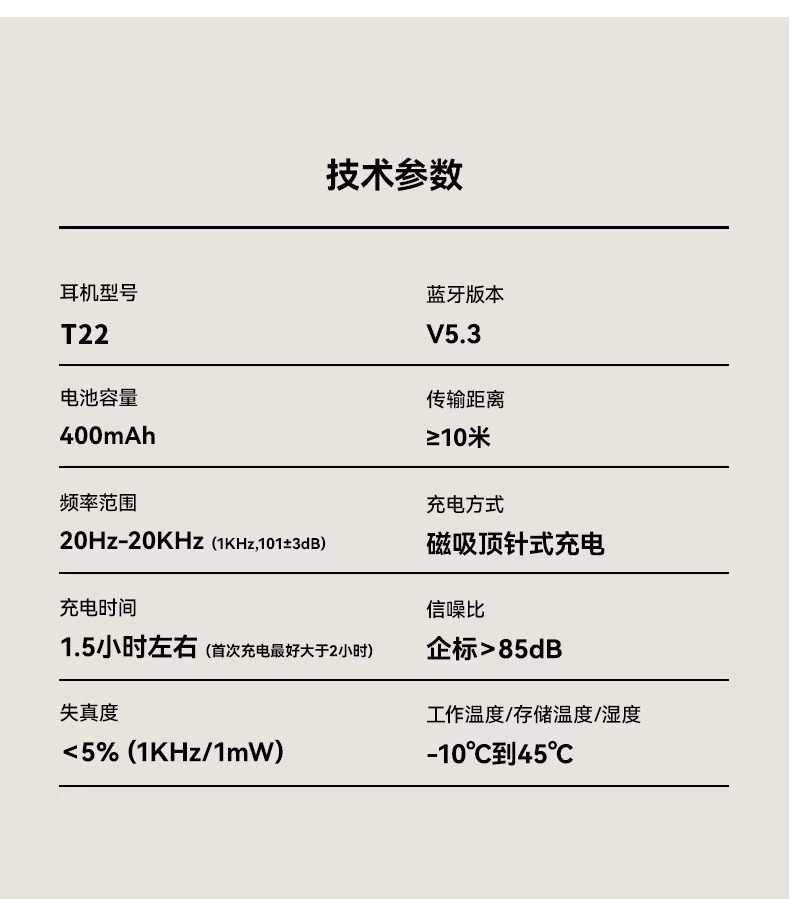 技术参数
耳机型号
蓝牙版本
T22
V5.3
电池容量
传输距离
400mAh
≥10米
频率范围
充电方式
20Hz-20KHz (1KHz,101±3dB)
磁吸顶针式充电
充电时间
信噪比
1.5小时左右 (首次充电最好大于2小时)
企标>85dB
失真度
工作温度/存储温度/湿度
<5% (1KHz/1mW)
-10℃到45℃